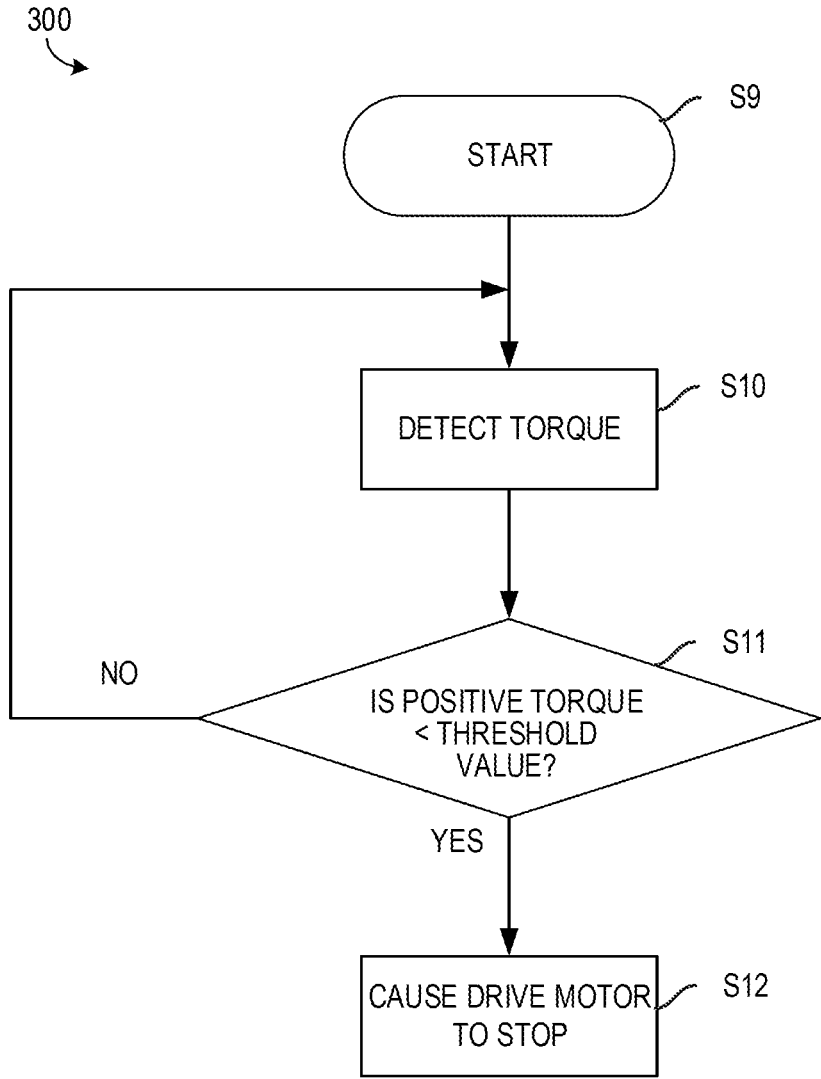 300
S9
START
S10
DETECT TORQUE
S11
NO
IS POSITIVE TORQUE
< THRESHOLD
VALUE?
YES
S12
CAUSE DRIVE MOTOR
TO STOP